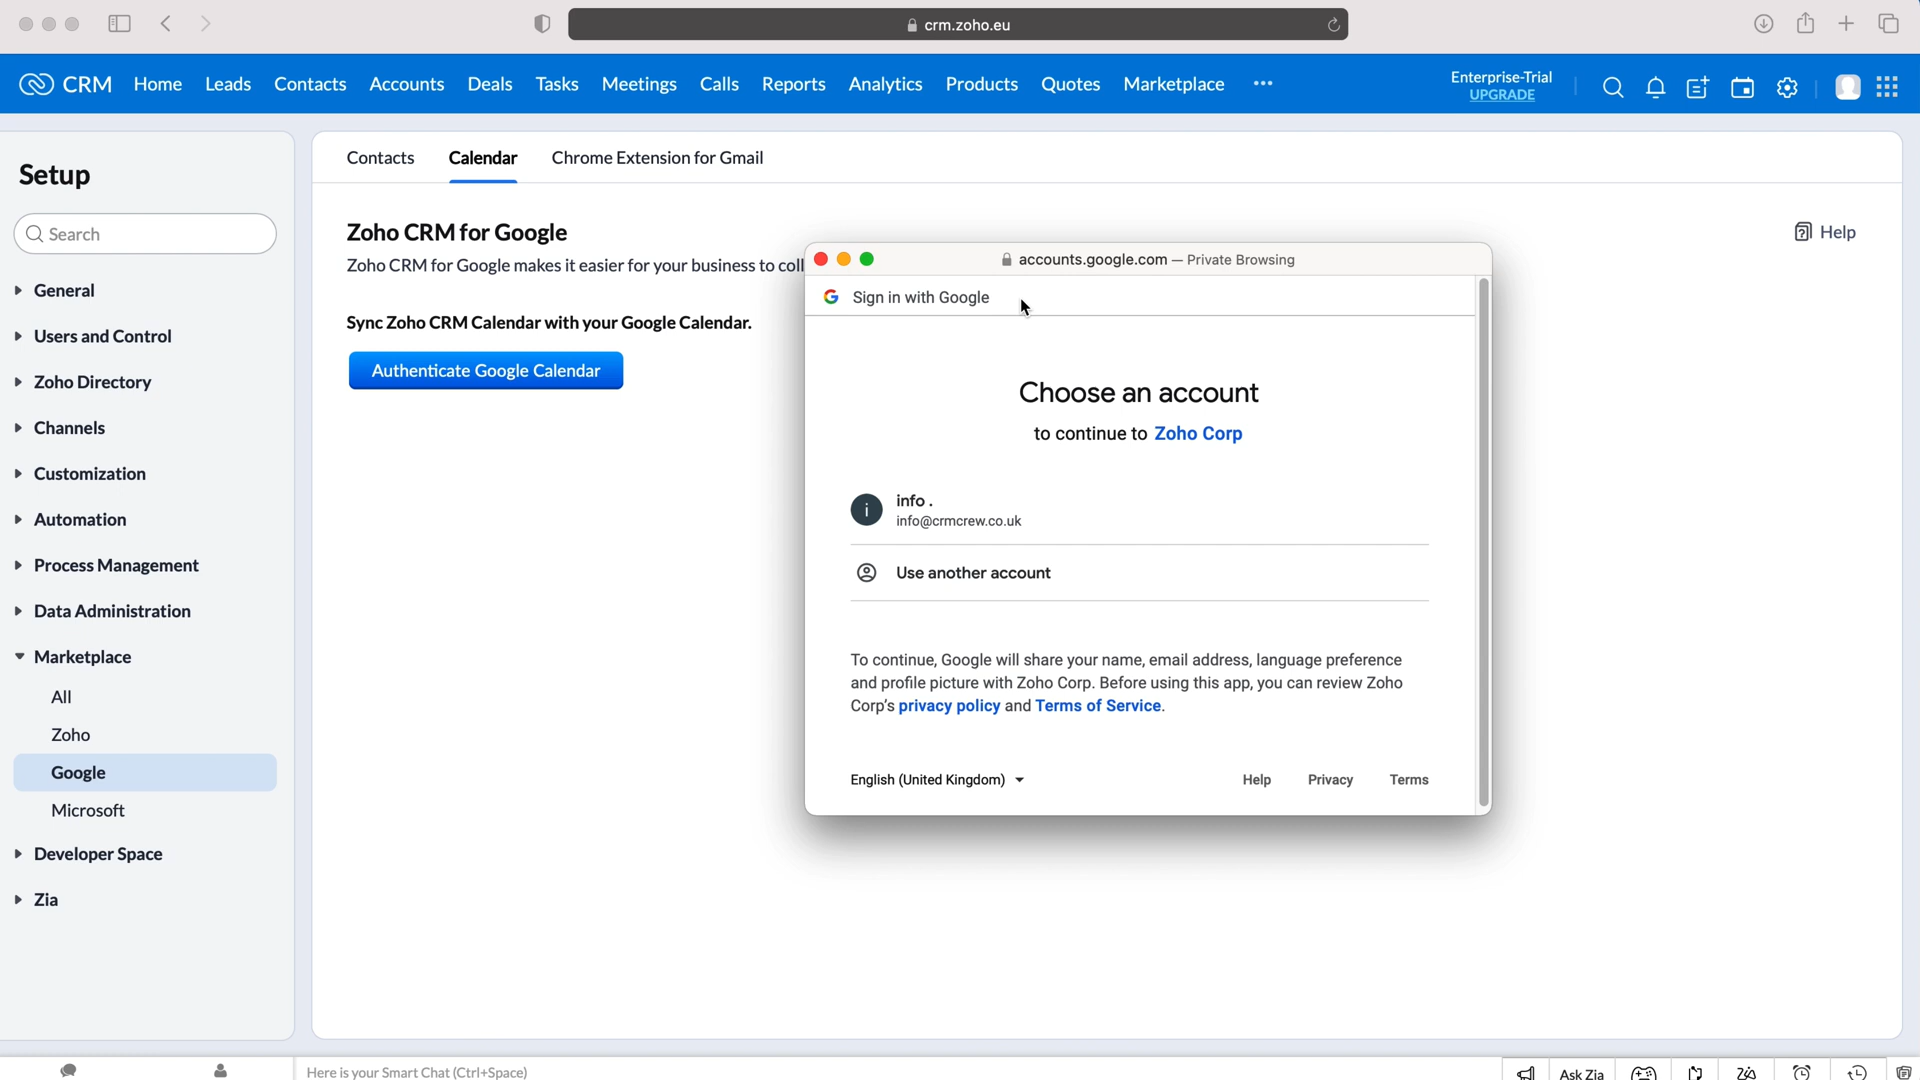 crm.zoho.eu
CRM Home Leads Contacts Accounts Deals Tasks Meetings Calls Reports Analytics Products Quotes Marketplace ···
Enterprise-Trial
UPGRADE
Setup
Search
General
Users and Control
Zoho Directory
Channels
Customization
Automation
Process Management
Data Administration
Marketplace
All
Zoho
Google
Microsoft
Developer Space
Zia
Contacts Calendar Chrome Extension for Gmail
Zoho CRM for Google
Help
Zoho CRM for Google makes it easier for your business to coll
Sync Zoho CRM Calendar with your Google Calendar.
Authenticate Google Calendar
accounts.google.com — Private Browsing
Sign in with Google
Choose an account
to continue to Zoho Corp
i
info .
info@crmcrew.co.uk
Use another account
To continue, Google will share your name, email address, language preference
and profile picture with Zoho Corp. Before using this app, you can review Zoho
Corp's privacy policy and Terms of Service.
English (United Kingdom) Help Privacy Terms
Here is your Smart Chat (Ctrl+Space)
Ask Zia